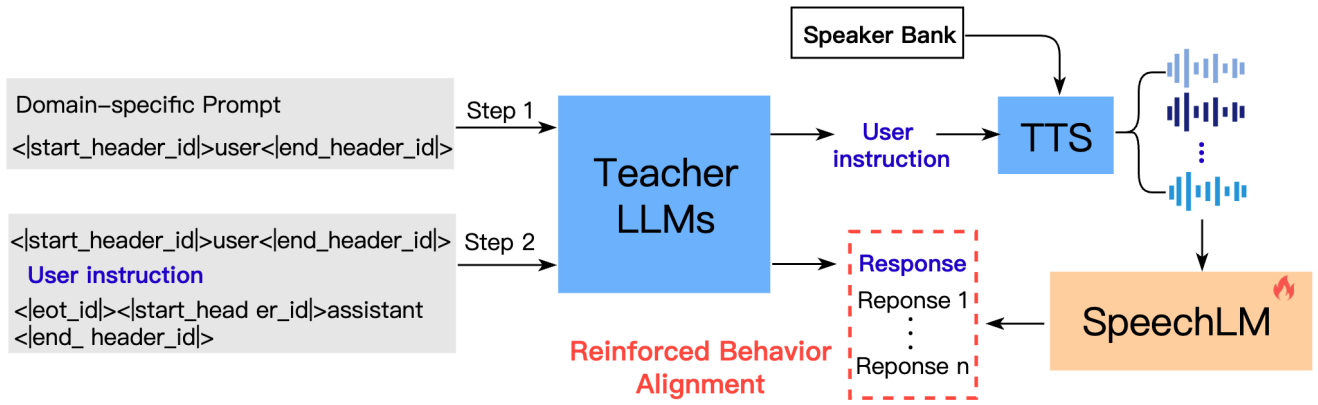 Speaker Bank
Domain-specific Prompt
<|start_header_id|>user<|end_header_id|>
Step 1
Teacher
LLMs
User
instruction
TTS
<|start_header_id|>user<|end_header_id|>
User instruction
<|eot_id|><|start_head er_id|>assistant
<|end_ header_id|>
Step 2
Response
Reponse 1
Reponse n
SpeechLM
Reinforced Behavior
Alignment